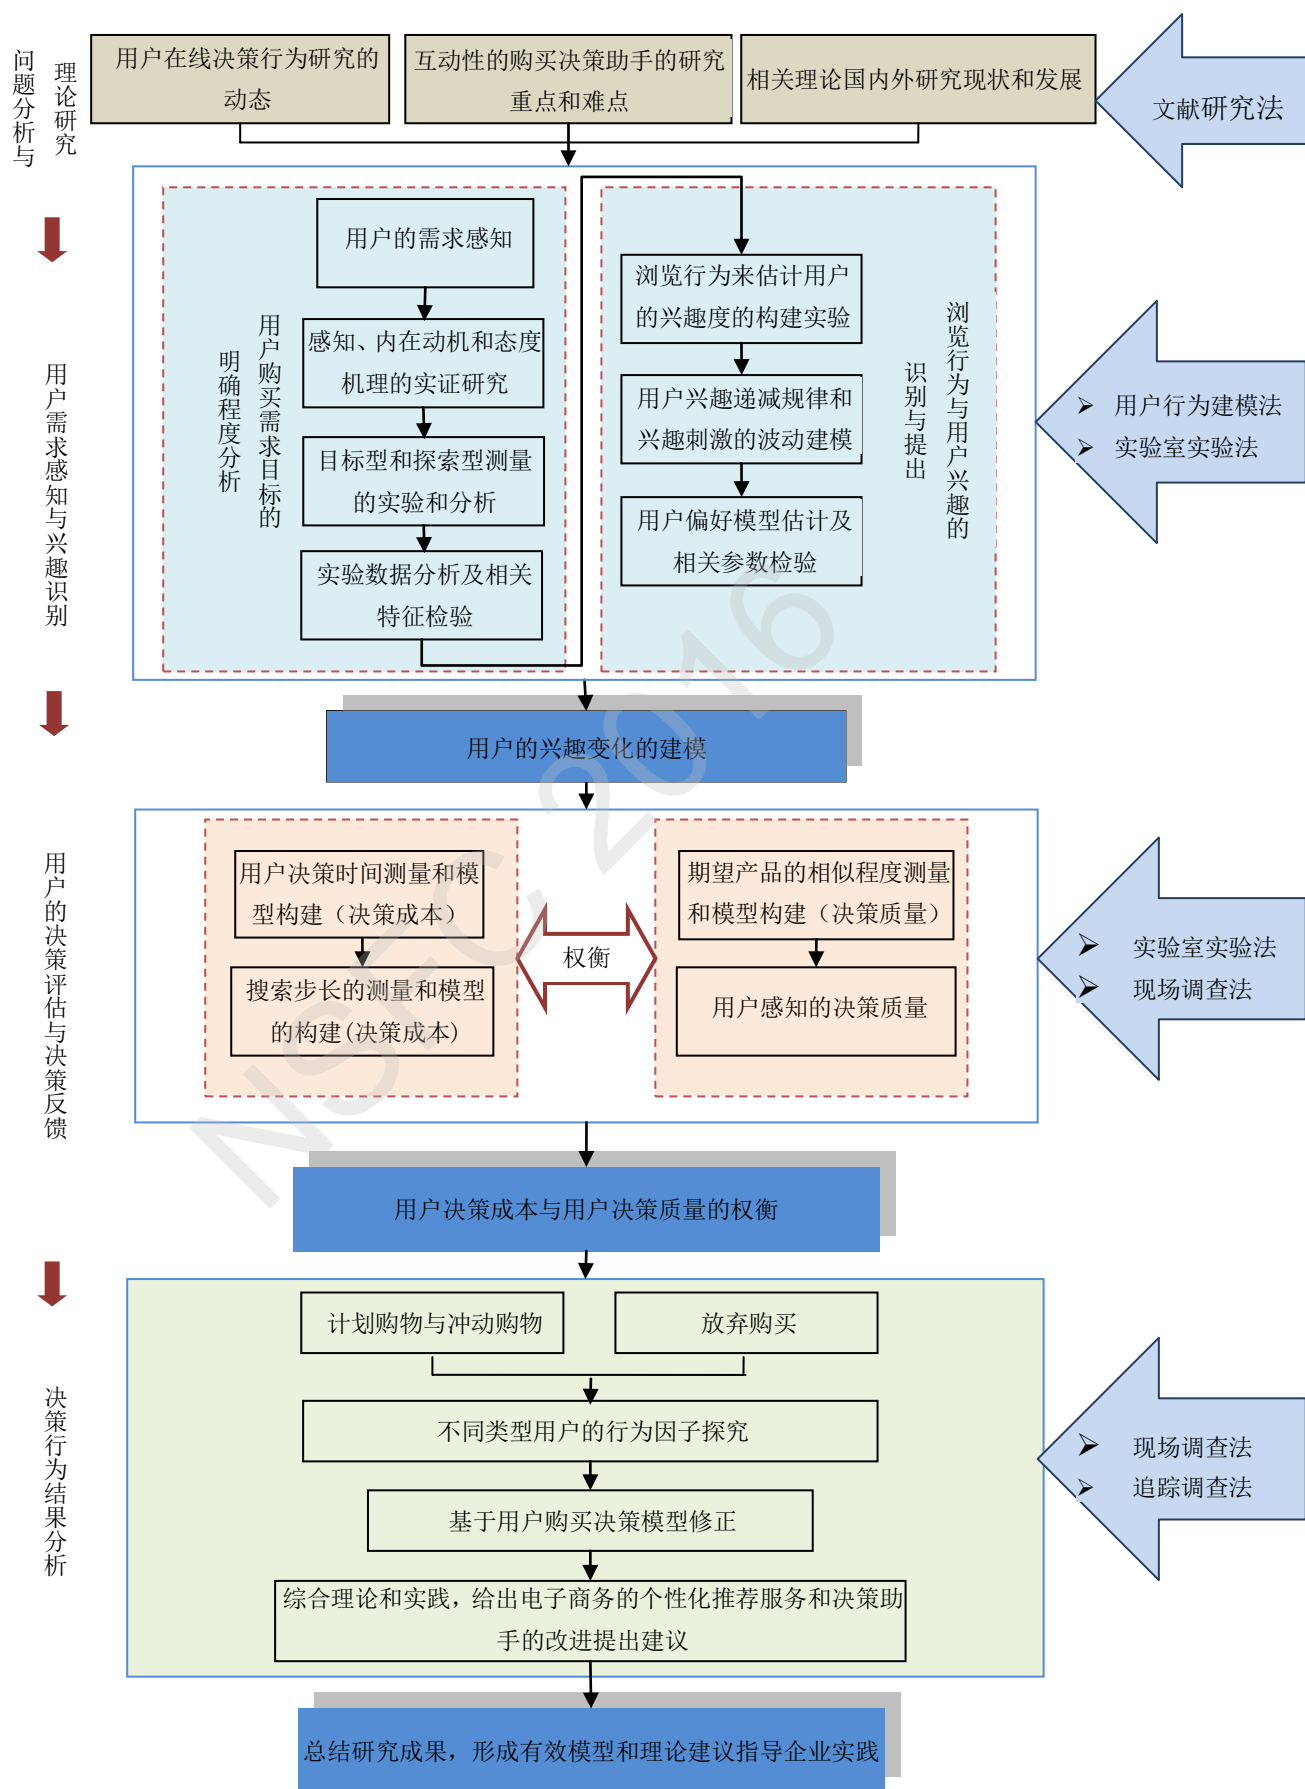 问题分析与
理论研究
用户在线决策行为研究的
动态
互动性的购买决策助手的研究
重点和难点
相关理论国内外研究现状和发展
文献研究法
用户需求感知与兴趣识别
用户购买需求目标的
明确程度分析
用户的需求感知
感知、内在动机和态度
机理的实证研究
目标型和探索型测量
的实验和分析
实验数据分析及相关
特征检验
浏览行为来估计用户
的兴趣度的构建实验
用户兴趣递减规律和
兴趣刺激的波动建模
用户偏好模型估计及
相关参数检验
浏览行为与用户兴趣的
识别与提出
➢ 用户行为建模法
➢ 实验室实验法
用户的兴趣变化的建模
用户的决策评估与决策反馈
用户决策时间测量和模
型构建（决策成本）
搜索步长的测量和模型
的构建(决策成本)
权衡
期望产品的相似程度测量
和模型构建（决策质量）
用户感知的决策质量
➢ 实验室实验法
➢ 现场调查法
用户决策成本与用户决策质量的权衡
决策行为结果分析
计划购物与冲动购物
放弃购买
不同类型用户的行为因子探究
基于用户购买决策模型修正
综合理论和实践，给出电子商务的个性化推荐服务和决策助
手的改进提出建议
➢ 现场调查法
➢ 追踪调查法
总结研究成果，形成有效模型和理论建议指导企业实践
NSFC 2016